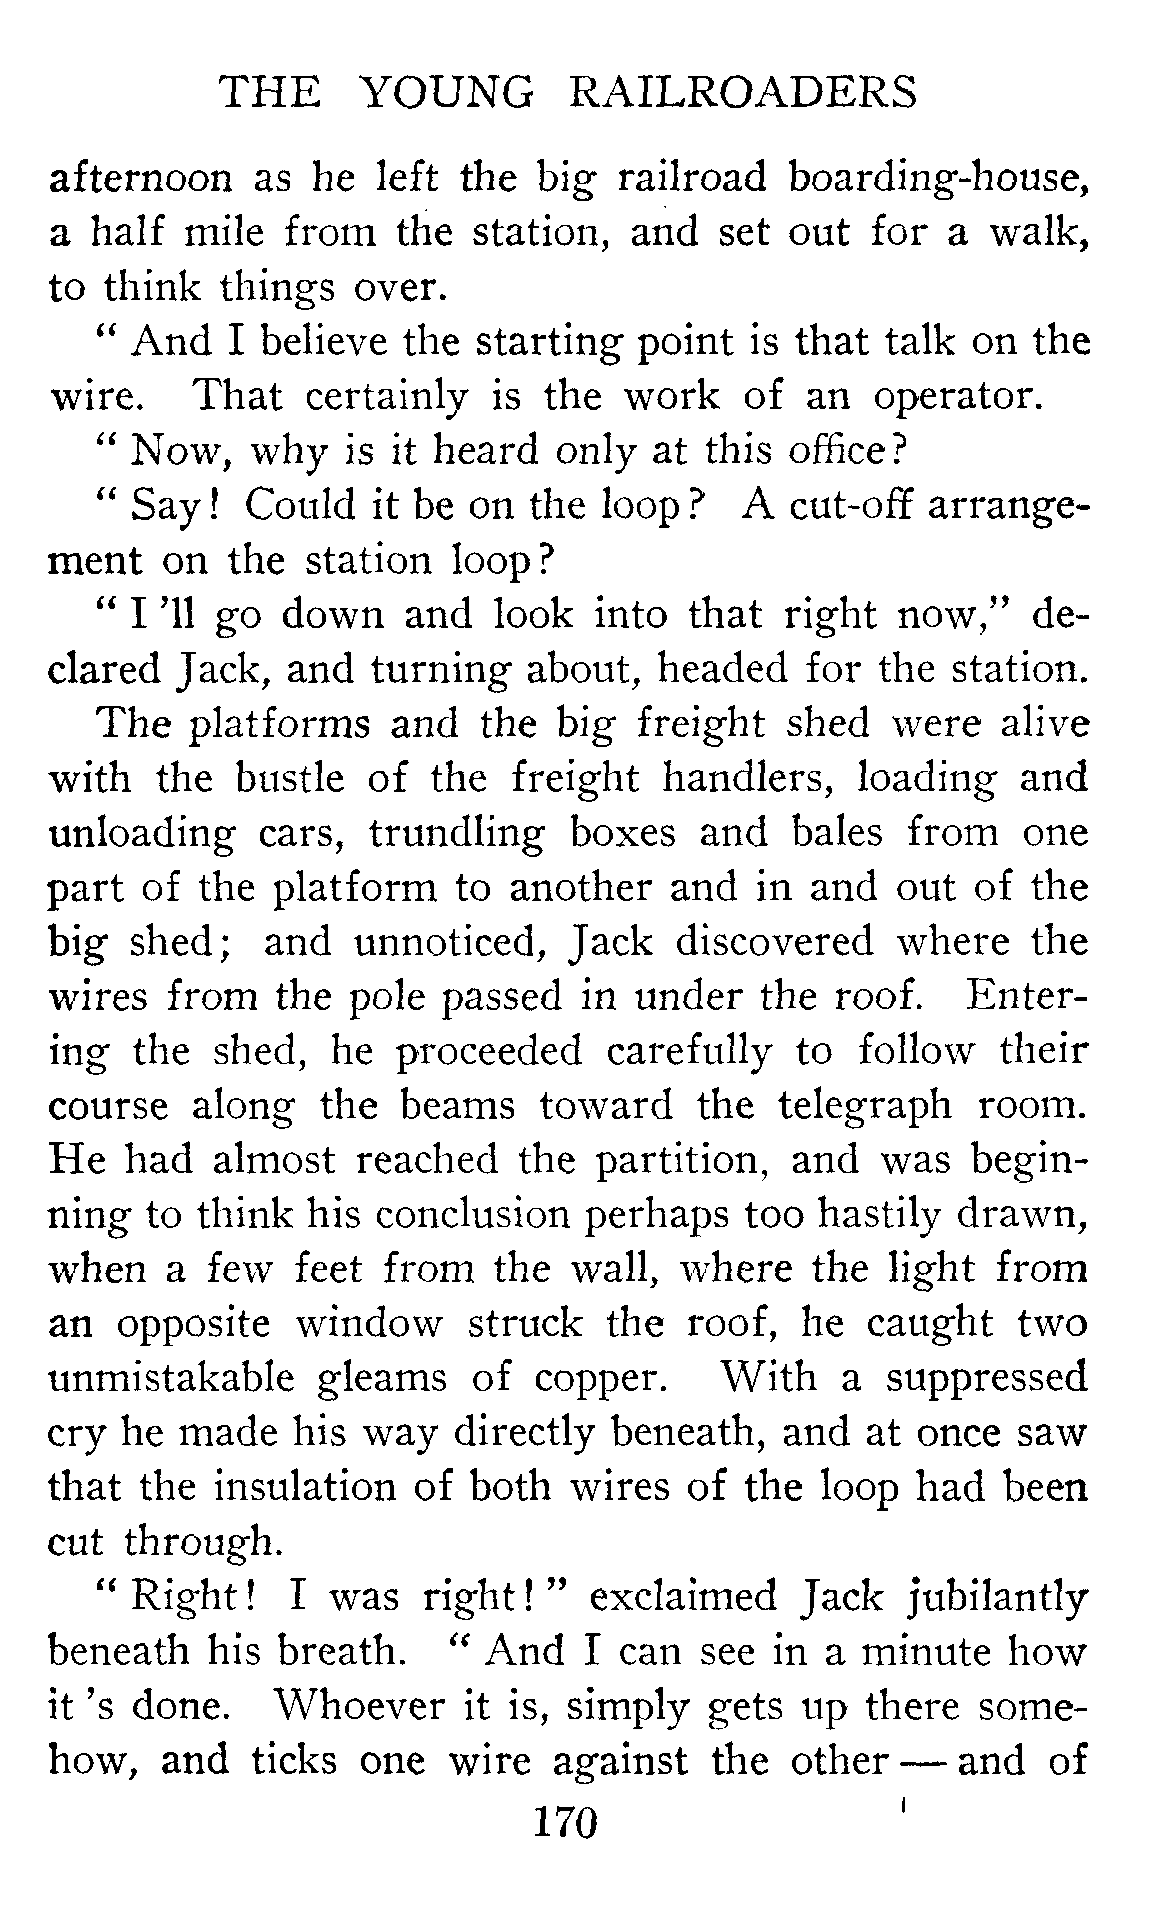 THE YOUNG RAILROADERS
afternoon as he left the big railroad boarding-house,
a half mile from the station, and set out for a walk,
to think things over.
“ And I believe the starting point is that talk on the
wire. That certainly is the work of an operator.
“ Now, why is it heard only at this office?
“ Say! Could it be on the loop? A cut-off arrange-
ment on the station loop?
“ I ’ll go down and look into that right now,” de-
clared Jack, and turning about, headed for the station.
The platforms and the big freight shed were alive
with the bustle of the freight handlers, loading and
unloading cars, trundling boxes and bales from one
part of the platform to another and in and out of the
big shed; and unnoticed, Jack discovered where the
wires from the pole passed in under the roof. Enter-
ing the shed, he proceeded carefully to follow their
course along the beams toward the telegraph room.
He had almost reached the partition, and was begin-
ning to think his conclusion perhaps too hastily drawn,
when a few feet from the wall, where the light from
an opposite window struck the roof, he caught two
unmistakable gleams of copper. With a suppressed
cry he made his way directly beneath, and at once saw
that the insulation of both wires of the loop had been
cut through.
“ Right! I was right! ” exclaimed Jack jubilantly
beneath his breath. “ And I can see in a minute how
it ’s done. Whoever it is, simply gets up there some-
how, and ticks one wire against the other — and of
170